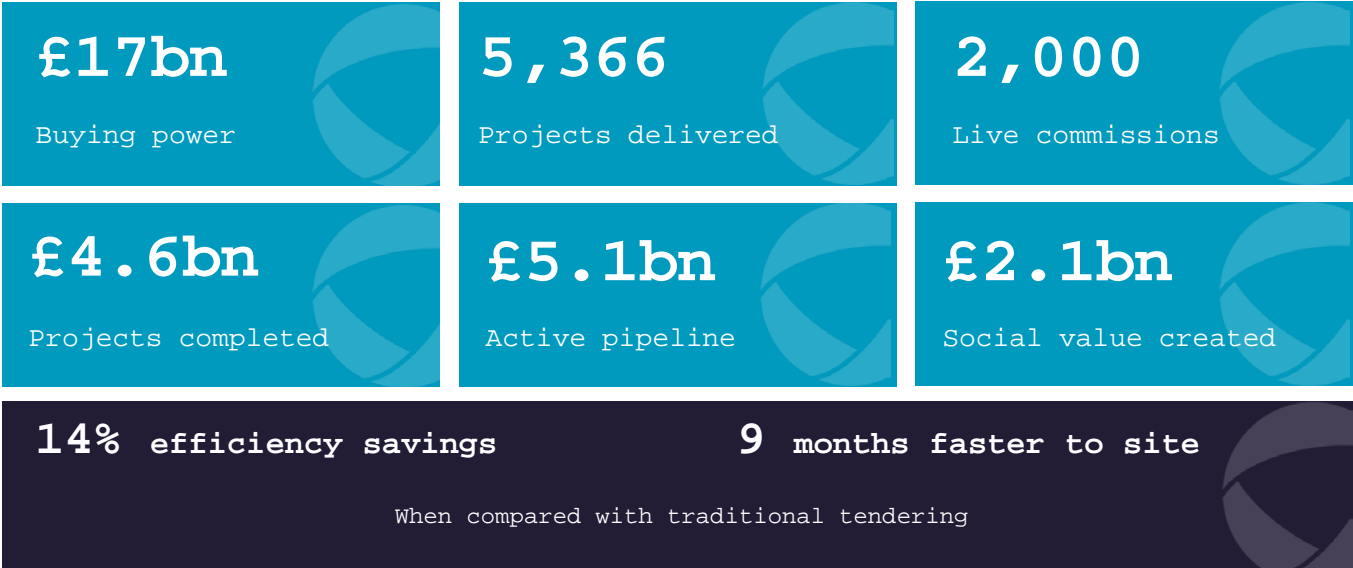 £17bn
Buying power
5,366
Projects delivered
2,000
Live commissions
£4.6bn
Projects completed
£5.1bn
Active pipeline
£2.1bn
Social value created
14% efficiency savings
9 months faster to site
When compared with traditional tendering